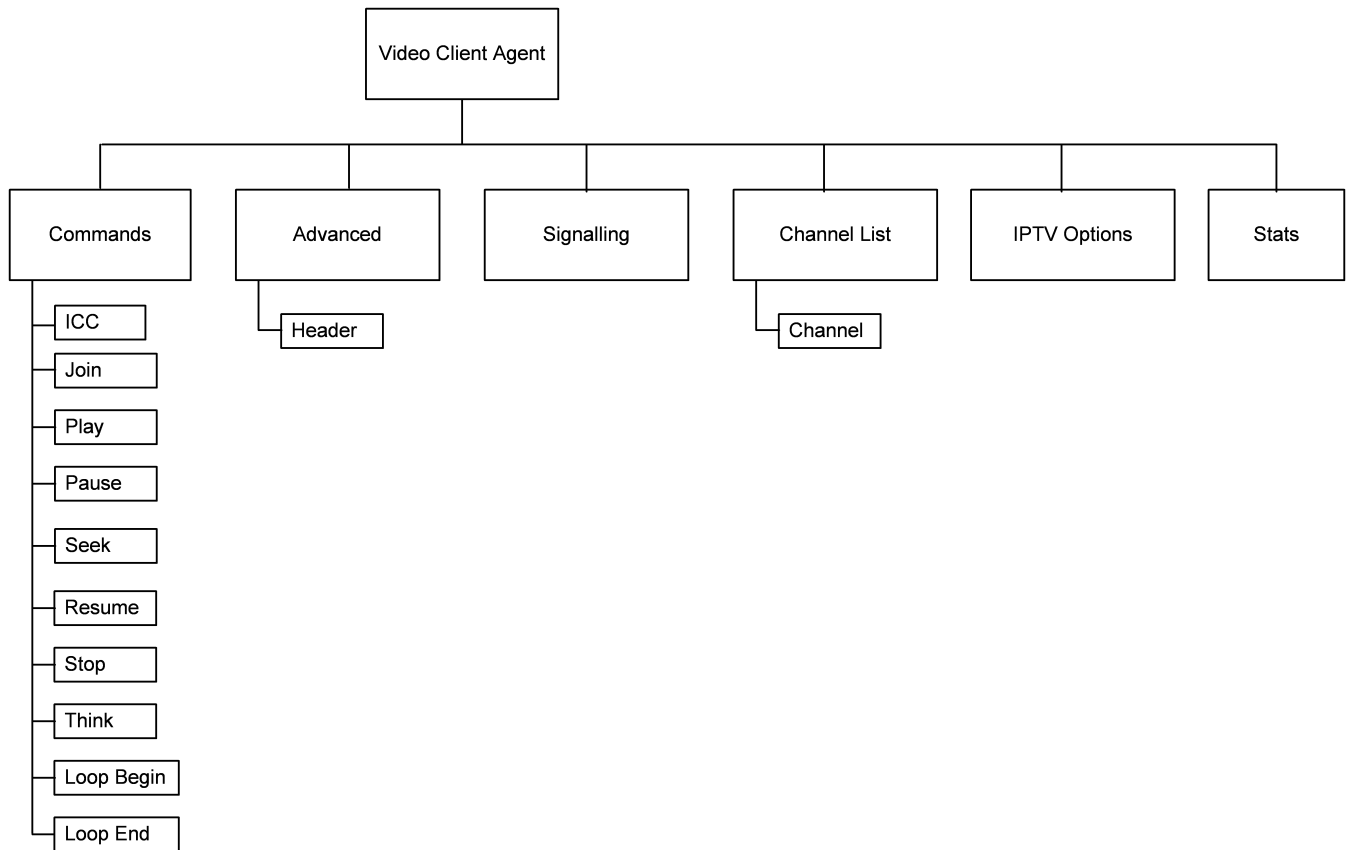 Video Client Agent
Commands
Advanced
Signalling
Channel List
IPTV Options
Stats
ICC
Header
Channel
Join
Play
Pause
Seek
Resume
Stop
Think
Loop Begin
Loop End